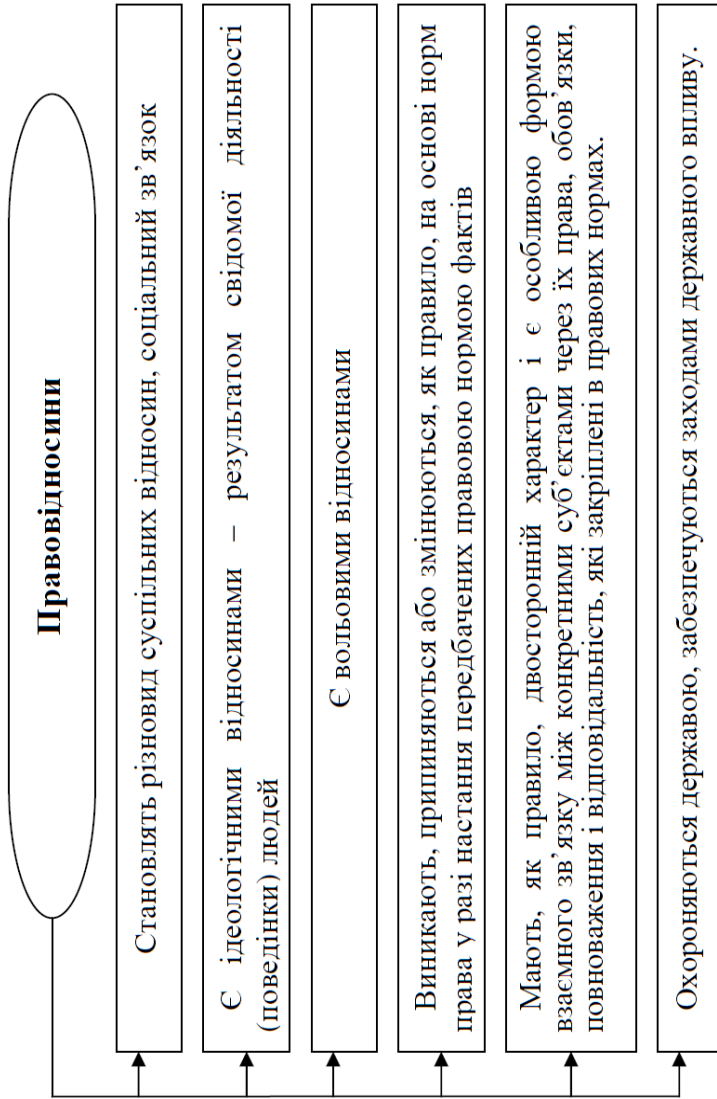 Правовідносини
Становлять різновид суспільних відносин, соціальний зв’язок
Є ідеологічними відносинами – результатом свідомої діяльності
(поведінки) людей
Є вольовими відносинами
Виникають, припиняються або змінюються, як правило, на основі норм
права у разі настання передбачених правовою нормою фактів
Мають, як правило, двосторонній характер і є особливою формою
взаємного зв’язку між конкретними суб’єктами через їх права, обов’язки,
повноваження і відповідальність, які закріплені в правових нормах.
Охороняються державою, забезпечуються заходами державного впливу.